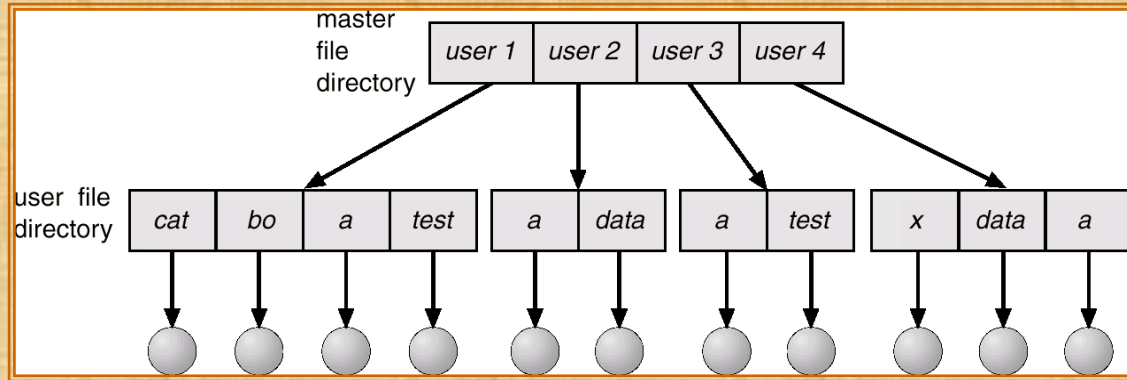 master
file
directory
user 1 user 2 user 3 user 4
user file
directory
cat bo a test a data a test x data a